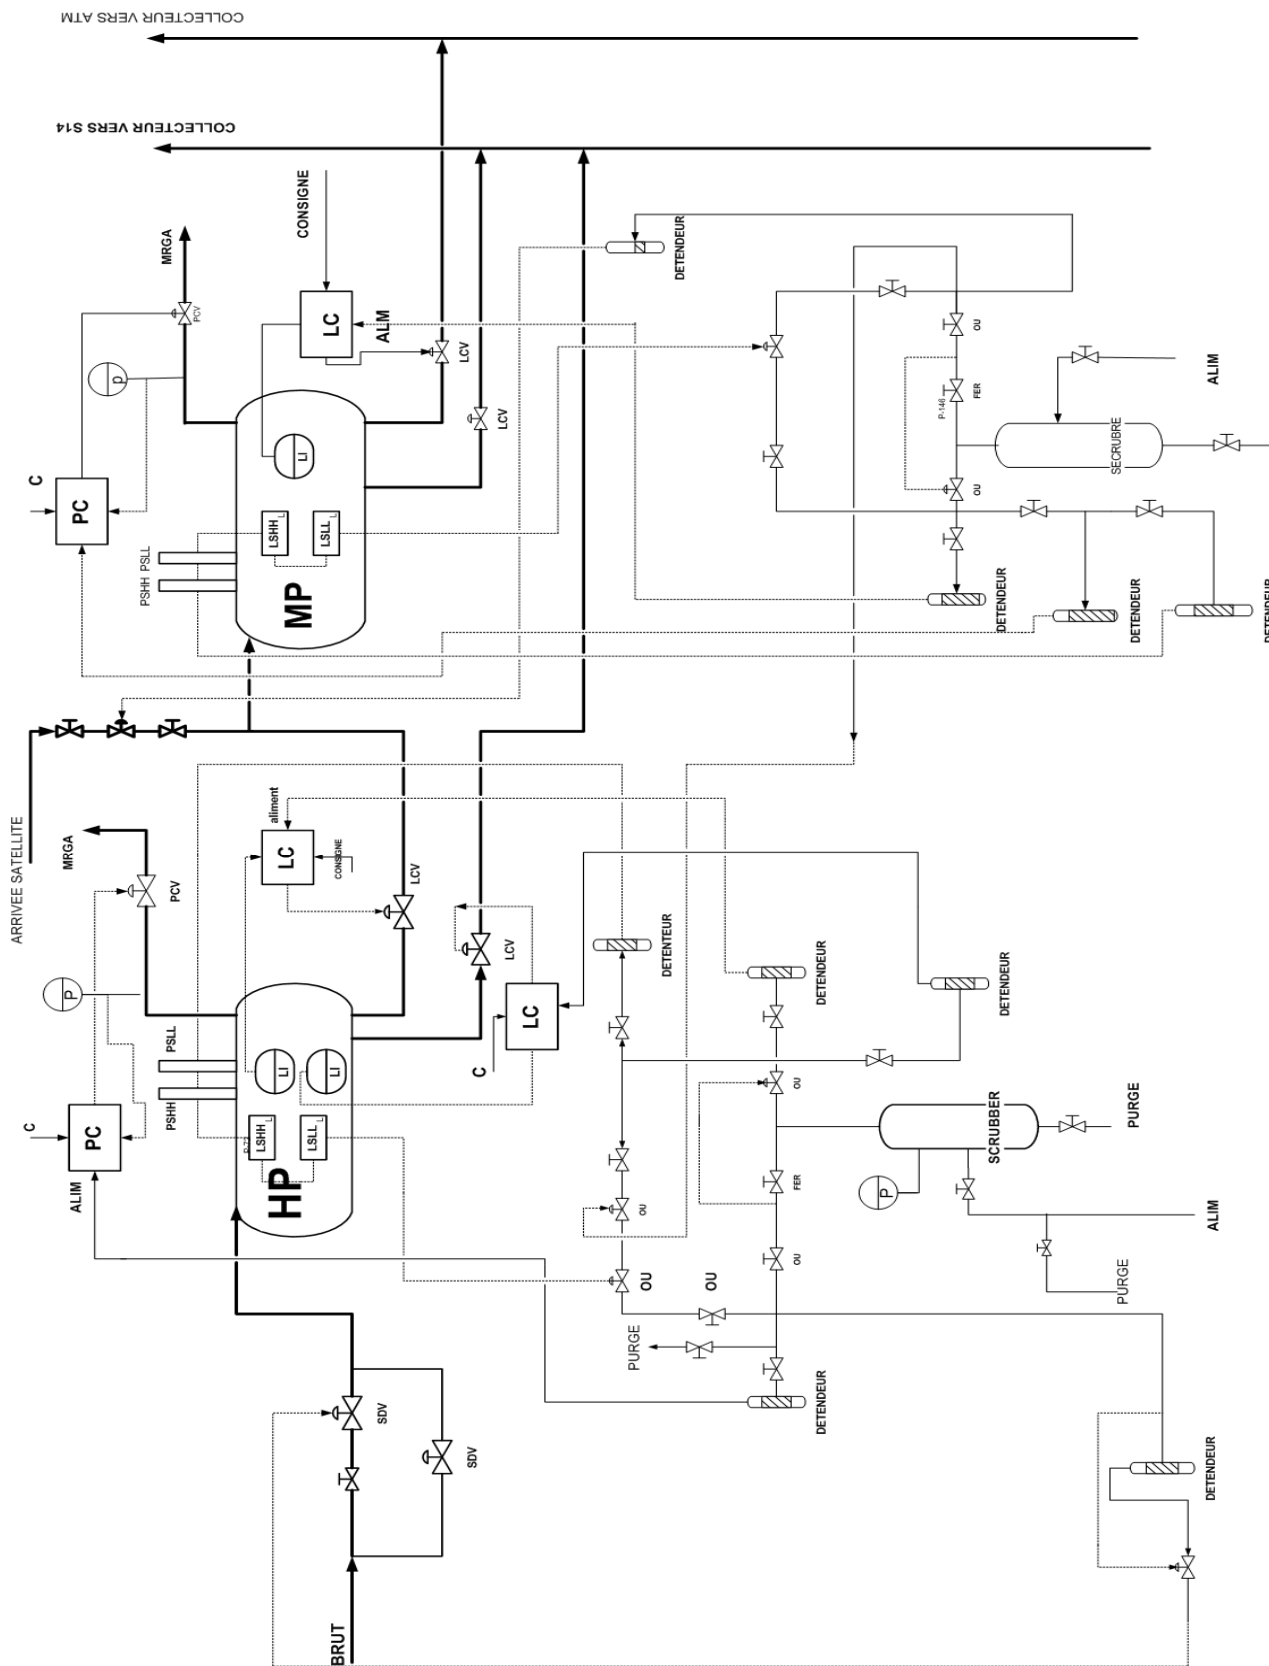 COLLECTEUR VERS ATM
COLLECTEUR VERS S14
CONSIGNE
MRGA
PCV
P
LC
ALM
LCV
LCV
DETENDEUR
OU
ALIM
FER
P-146
SECRUBRE
OU
C
PC
LI
LSHH
L
LSLL
L
PSHH PSLL
MP
DETENDEUR
DETENDEUR
DETENDEUR
ARRIVEE SATELLITE
MRGA
aliment
LC
CONSIGNE
LCV
PCV
P
LCV
DETENTEUR
DETENDEUR
DETENDEUR
PSLL
PSHH
LI
LI
LC
C
OU
C
PC
ALIM
LSHH
L
LSLL
L
HP
SCRUBBER
PURGE
P
FER
OU
ALIM
PURGE
OU
OU
OU
PURGE
DETENDEUR
SDV
SDV
DETENDEUR
BRUT